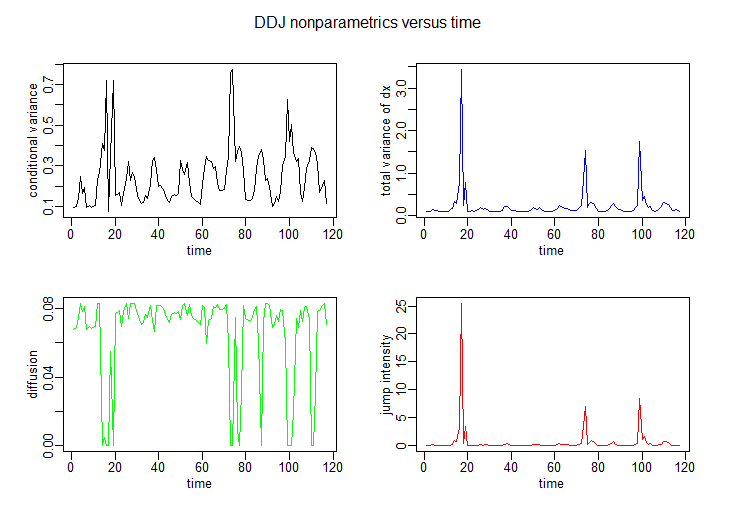 DDJ nonparametrics versus time
conditional variance
0.1 0.3 0.5 0.7
0 20 40 60 80 100 120
time
total variance of dx
0.0 1.0 2.0 3.0
0 20 40 60 80 100 120
time
diffusion
0.00 0.04 0.08
0 20 40 60 80 100 120
time
jump intensity
0 5 10 15 20 25
0 20 40 60 80 100 120
time